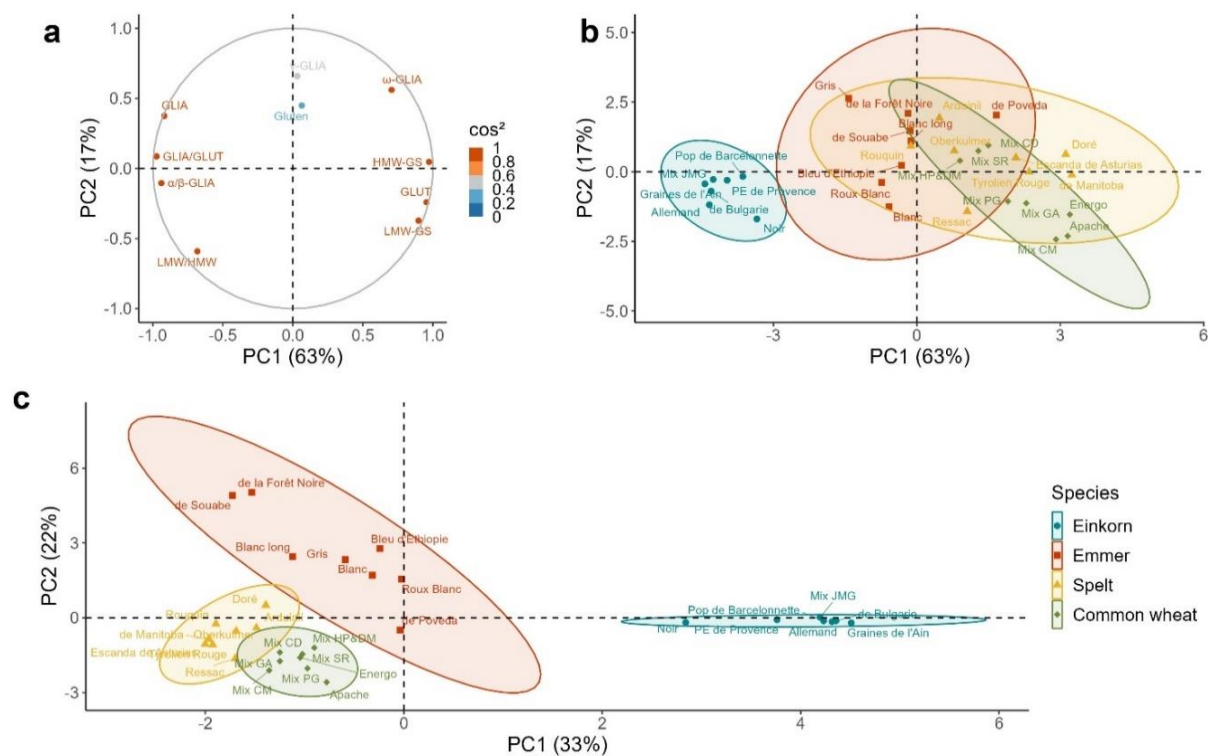 a
1.0
0.5
0.0
-0.5
-1.0
PC2 (17%)
γ-GLIA
ω-GLIA
GLIA
Gluten
GLIA/GLUT
HMW-GS
α/β-GLIA
GLUT
LMW-GS
LMW/HMW
-1.0
-0.5
0.0
0.5
1.0
PC1 (63%)
cos²
1
0.8
0.6
0.4
0.2
0
b
5.0
2.5
0.0
-2.5
-5.0
PC2 (17%)
Gris
de la Forêt Noire
Arduini
de Poveda
Blanc long
de Souabe
Oberkulmer
Mix CD
Doré
Pop de Barcelonnette
Rouquin
Mix SR
Escanda de Asturias
Mix JMG
Bleu d'Ethiopie
Mix HP&DM
Tyrolien Rouge
de Manitoba
Graines de l'Ain
PE de Provence
Roux Blanc
Mix PG
Energo
Allemand
de Bulgarie
Blanc
Ressac
Mix GA
Apache
Noir
Mix CM
-3
0
3
6
PC1 (63%)
c
6
3
0
-3
PC2 (22%)
de la Forêt Noire
de Souabe
Blanc long
Gris
Bleu d'Ethiopie
Blanc
Roux Blanc
Doré
Rouquin
Arduini
de Poveda
de Manitoba
Oberkulmer
Mix CD
Mix HP&DM
Escanda de Asturias
Tyrolien Rouge
Mix SR
Ressac
Mix GA
Energo
Mix CM
Mix PG
Apache
Mix JMG
Pop de Barcelonnette
de Bulgarie
Noir
PE de Provence
Allemand
Graines de l'Ain
-2
0
2
4
6
PC1 (33%)
Species
Einkorn
Emmer
Spelt
Common wheat